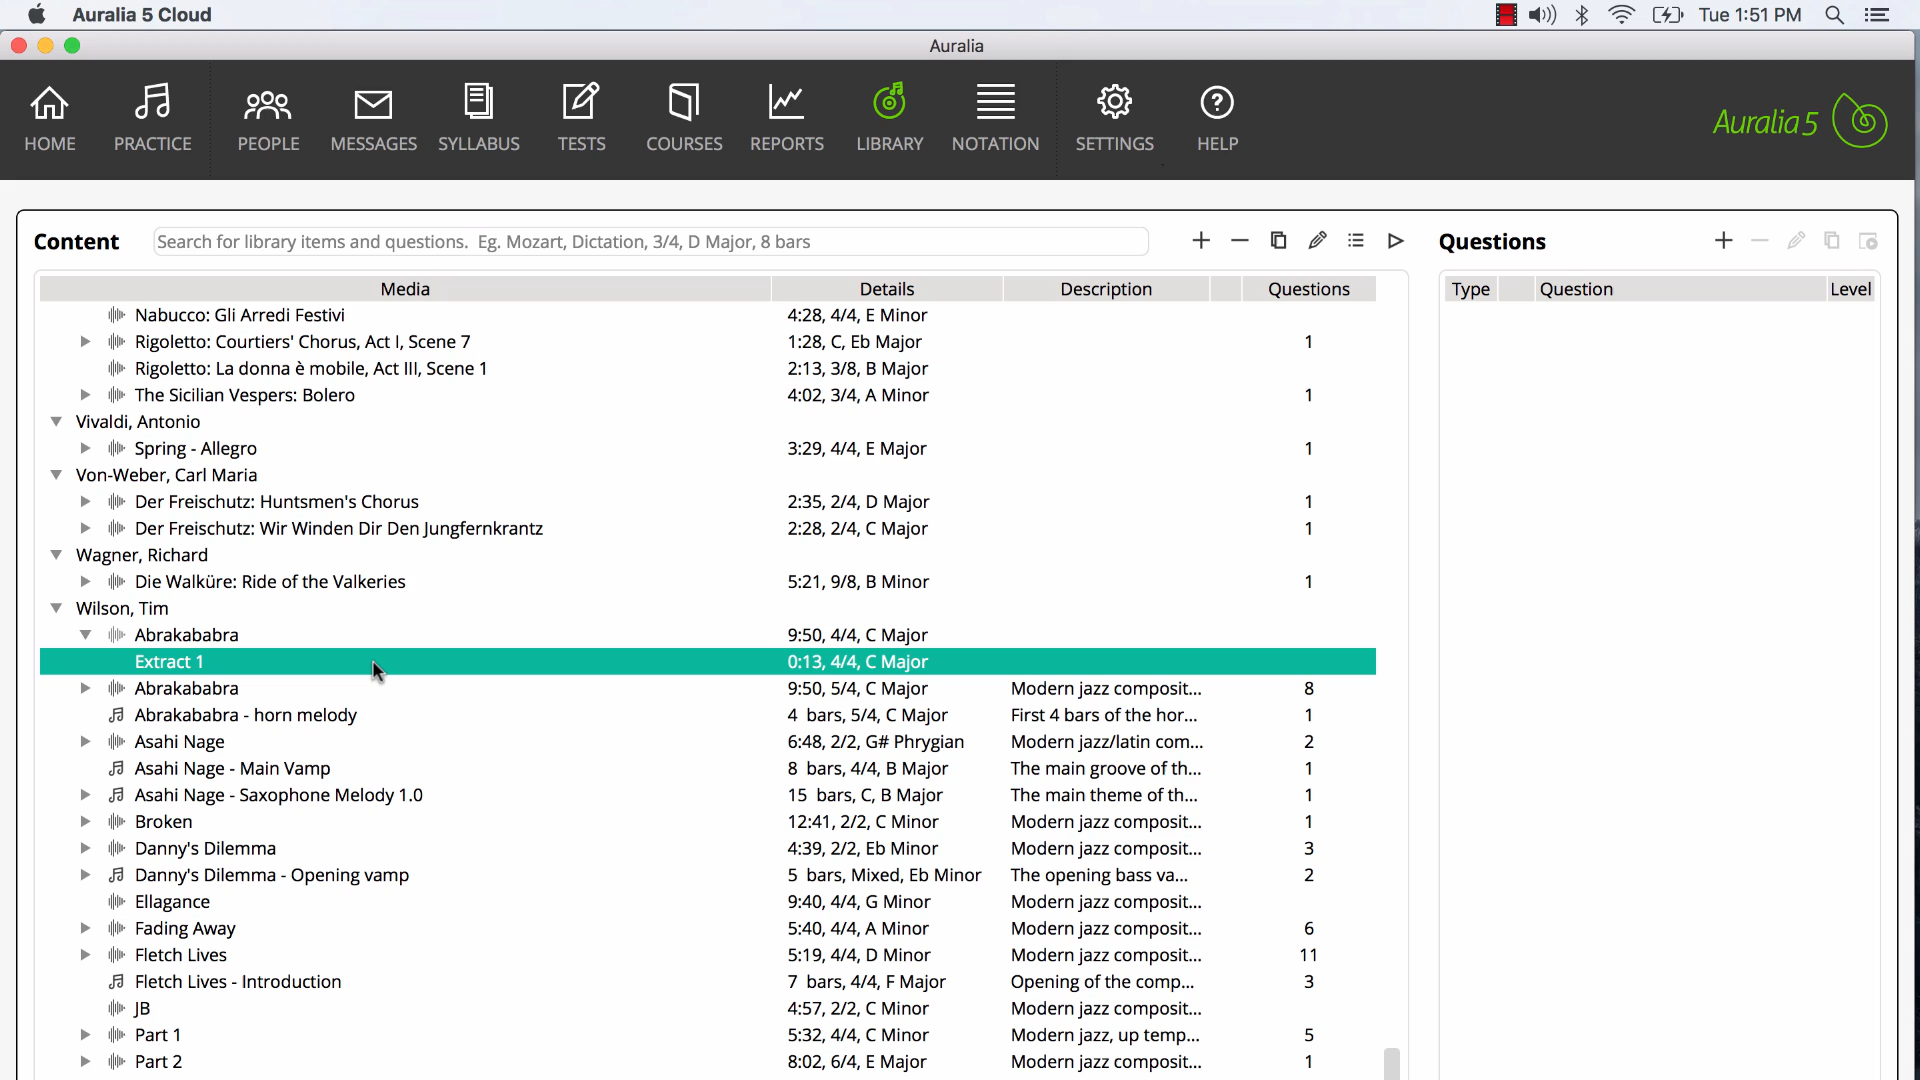 Auralia 5 Cloud
Tue 1:51 PM
Auralia
HOME PRACTICE PEOPLE MESSAGES SYLLABUS TESTS COURSES REPORTS LIBRARY NOTATION SETTINGS HELP
Auralia 5
Content
Search for library items and questions. Eg. Mozart, Dictation, 3/4, D Major, 8 bars
Questions
Media Details Description Questions
Type Question Level
Nabucco: Gli Arredi Festivi 4:28, 4/4, E Minor
Rigoletto: Courtiers' Chorus, Act I, Scene 7 1:28, C, Eb Major 1
Rigoletto: La donna è mobile, Act III, Scene 1 2:13, 3/8, B Major
The Sicilian Vespers: Bolero 4:02, 3/4, A Minor 1
Vivaldi, Antonio
Spring - Allegro 3:29, 4/4, E Major 1
Von-Weber, Carl Maria
Der Freischutz: Huntsmen's Chorus 2:35, 2/4, D Major 1
Der Freischutz: Wir Winden Dir Den Jungfernkrantz 2:28, 2/4, C Major 1
Wagner, Richard
Die Walküre: Ride of the Valkeries 5:21, 9/8, B Minor 1
Wilson, Tim
Abrakababra 9:50, 4/4, C Major
Extract 1 0:13, 4/4, C Major
Abrakababra 9:50, 5/4, C Major Modern jazz composit... 8
Abrakababra - horn melody 4 bars, 5/4, C Major First 4 bars of the hor... 1
Asahi Nage 6:48, 2/2, G# Phrygian Modern jazz/latin com... 2
Asahi Nage - Main Vamp 8 bars, 4/4, B Major The main groove of th... 1
Asahi Nage - Saxophone Melody 1.0 15 bars, C, B Major The main theme of th... 1
Broken 12:41, 2/2, C Minor Modern jazz composit... 1
Danny's Dilemma 4:39, 2/2, Eb Minor Modern jazz composit... 3
Danny's Dilemma - Opening vamp 5 bars, Mixed, Eb Minor The opening bass va... 2
Ellagance 9:40, 4/4, G Minor Modern jazz composit...
Fading Away 5:40, 4/4, A Minor Modern jazz composit... 6
Fletch Lives 5:19, 4/4, D Minor Modern jazz composit... 11
Fletch Lives - Introduction 7 bars, 4/4, F Major Opening of the comp... 3
JB 4:57, 2/2, C Minor Modern jazz composit...
Part 1 5:32, 4/4, C Minor Modern jazz, up temp... 5
Part 2 8:02, 6/4, E Major Modern jazz composit... 1